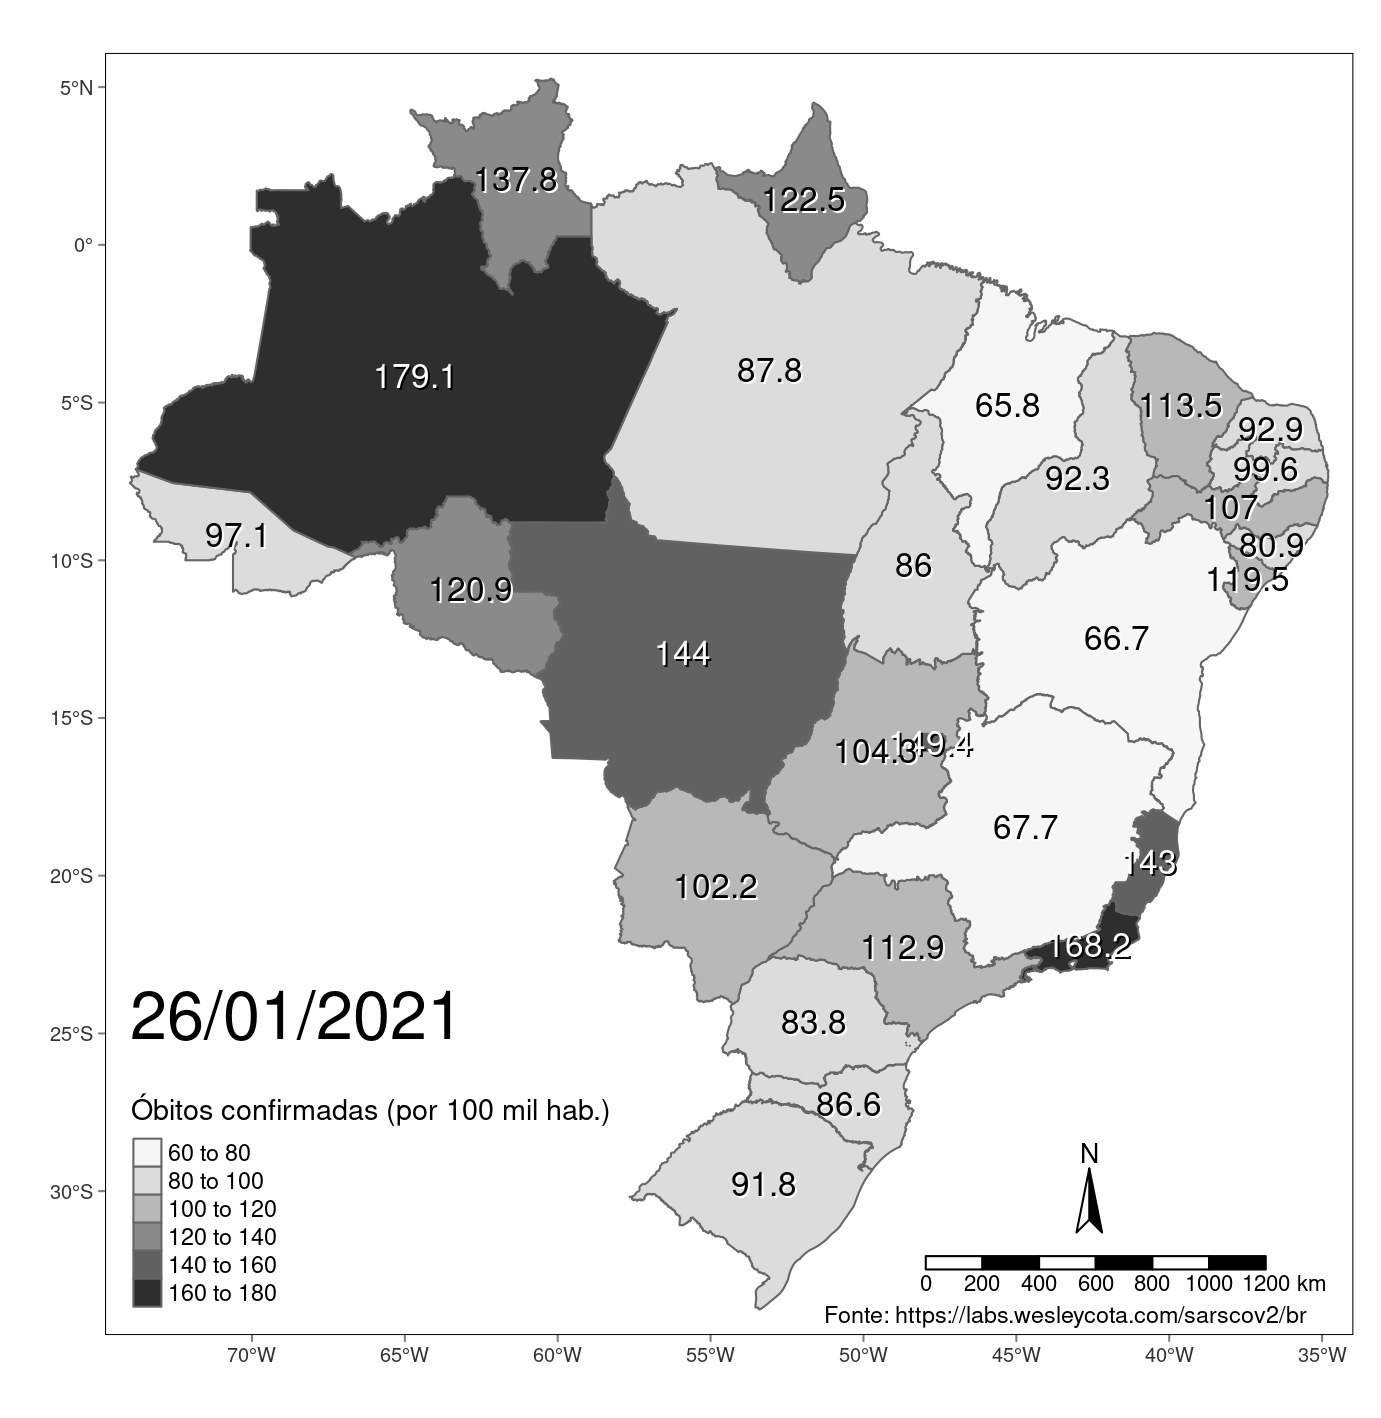 5°N
0°
5°S
10°S
15°S
20°S
25°S
30°S
137.8
122.5
179.1
87.8
65.8
113.5
92.9
99.6
92.3
107
97.1
80.9
86
119.5
120.9
66.7
144
104.3
149.4
67.7
143
102.2
112.9
168.2
83.8
86.6
91.8
26/01/2021
Óbitos confirmadas (por 100 mil hab.)
60 to 80
80 to 100
100 to 120
120 to 140
140 to 160
160 to 180
N
0 200 400 600 800 1000 1200 km
Fonte: https://labs.wesleycota.com/sarscov2/br
70°W 65°W 60°W 55°W 50°W 45°W 40°W 35°W